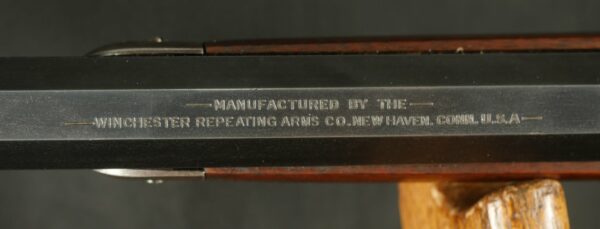 —MANUFACTURED BY THE—
—WINCHESTER REPEATING ARMS CO. NEW HAVEN. CONN. U.S.A—